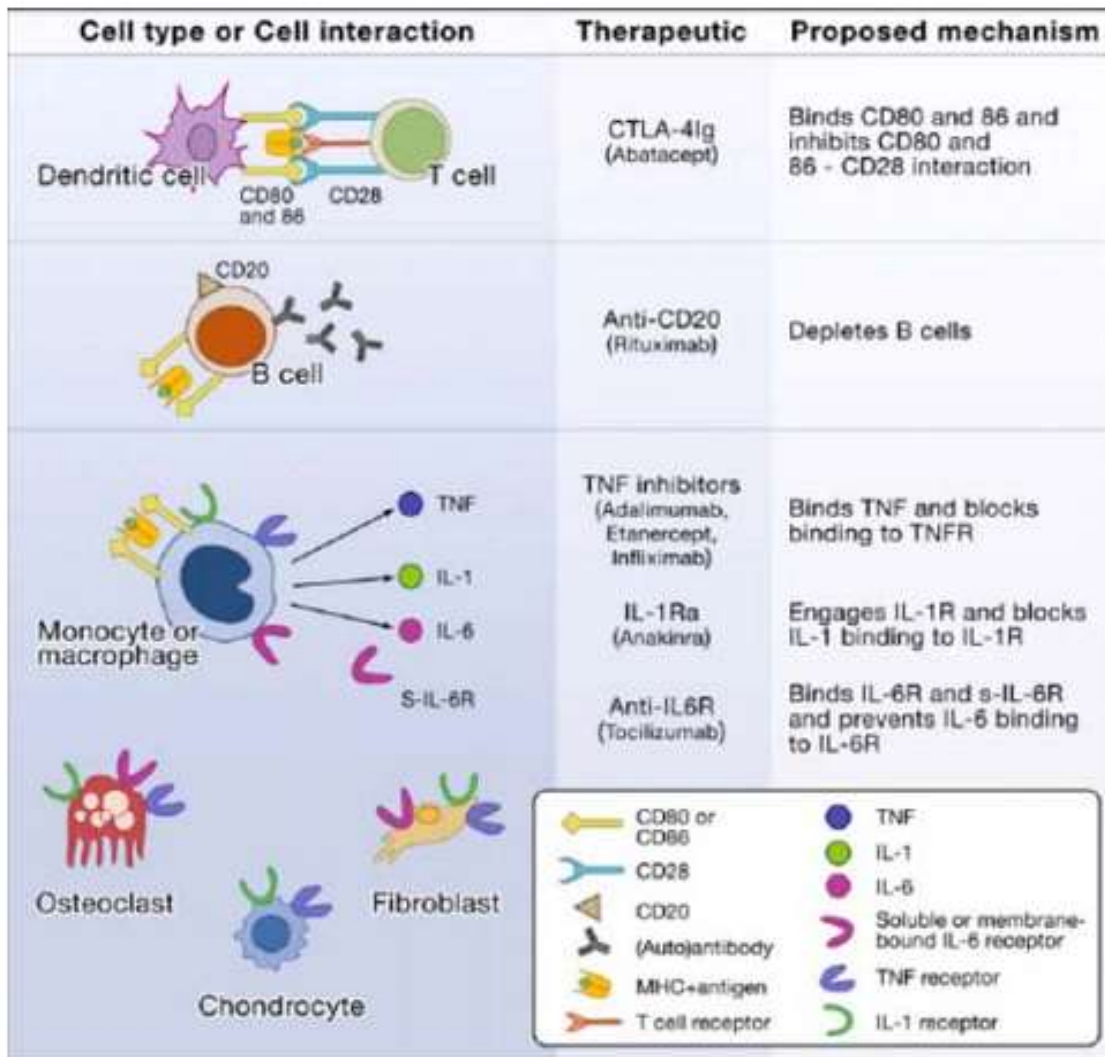 Cell type or Cell interaction
Therapeutic
Proposed mechanism
Dendritic cell
T cell
CD80
and 86
CD28
CTLA-4Ig
(Abatacept)
Binds CD80 and 86 and
inhibits CD80 and
86 - CD28 interaction
CD20
B cell
Anti-CD20
(Rituximab)
Depletes B cells
TNF
IL-1
IL-6
S-IL-6R
Monocyte or
macrophage
TNF inhibitors
(Adalimumab,
Etanercept,
Infliximab)
Binds TNF and blocks
binding to TNFR
IL-1Ra
(Anakinra)
Engages IL-1R and blocks
IL-1 binding to IL-1R
Anti-IL6R
(Tocilizumab)
Binds IL-6R and s-IL-6R
and prevents IL-6 binding
to IL-6R
Osteoclast
Fibroblast
Chondrocyte
CD80 or
CD86
CD28
CD20
(Auto)antibody
MHC+antigen
T cell receptor
TNF
IL-1
IL-6
Soluble or membrane-
bound IL-6 receptor
TNF receptor
IL-1 receptor